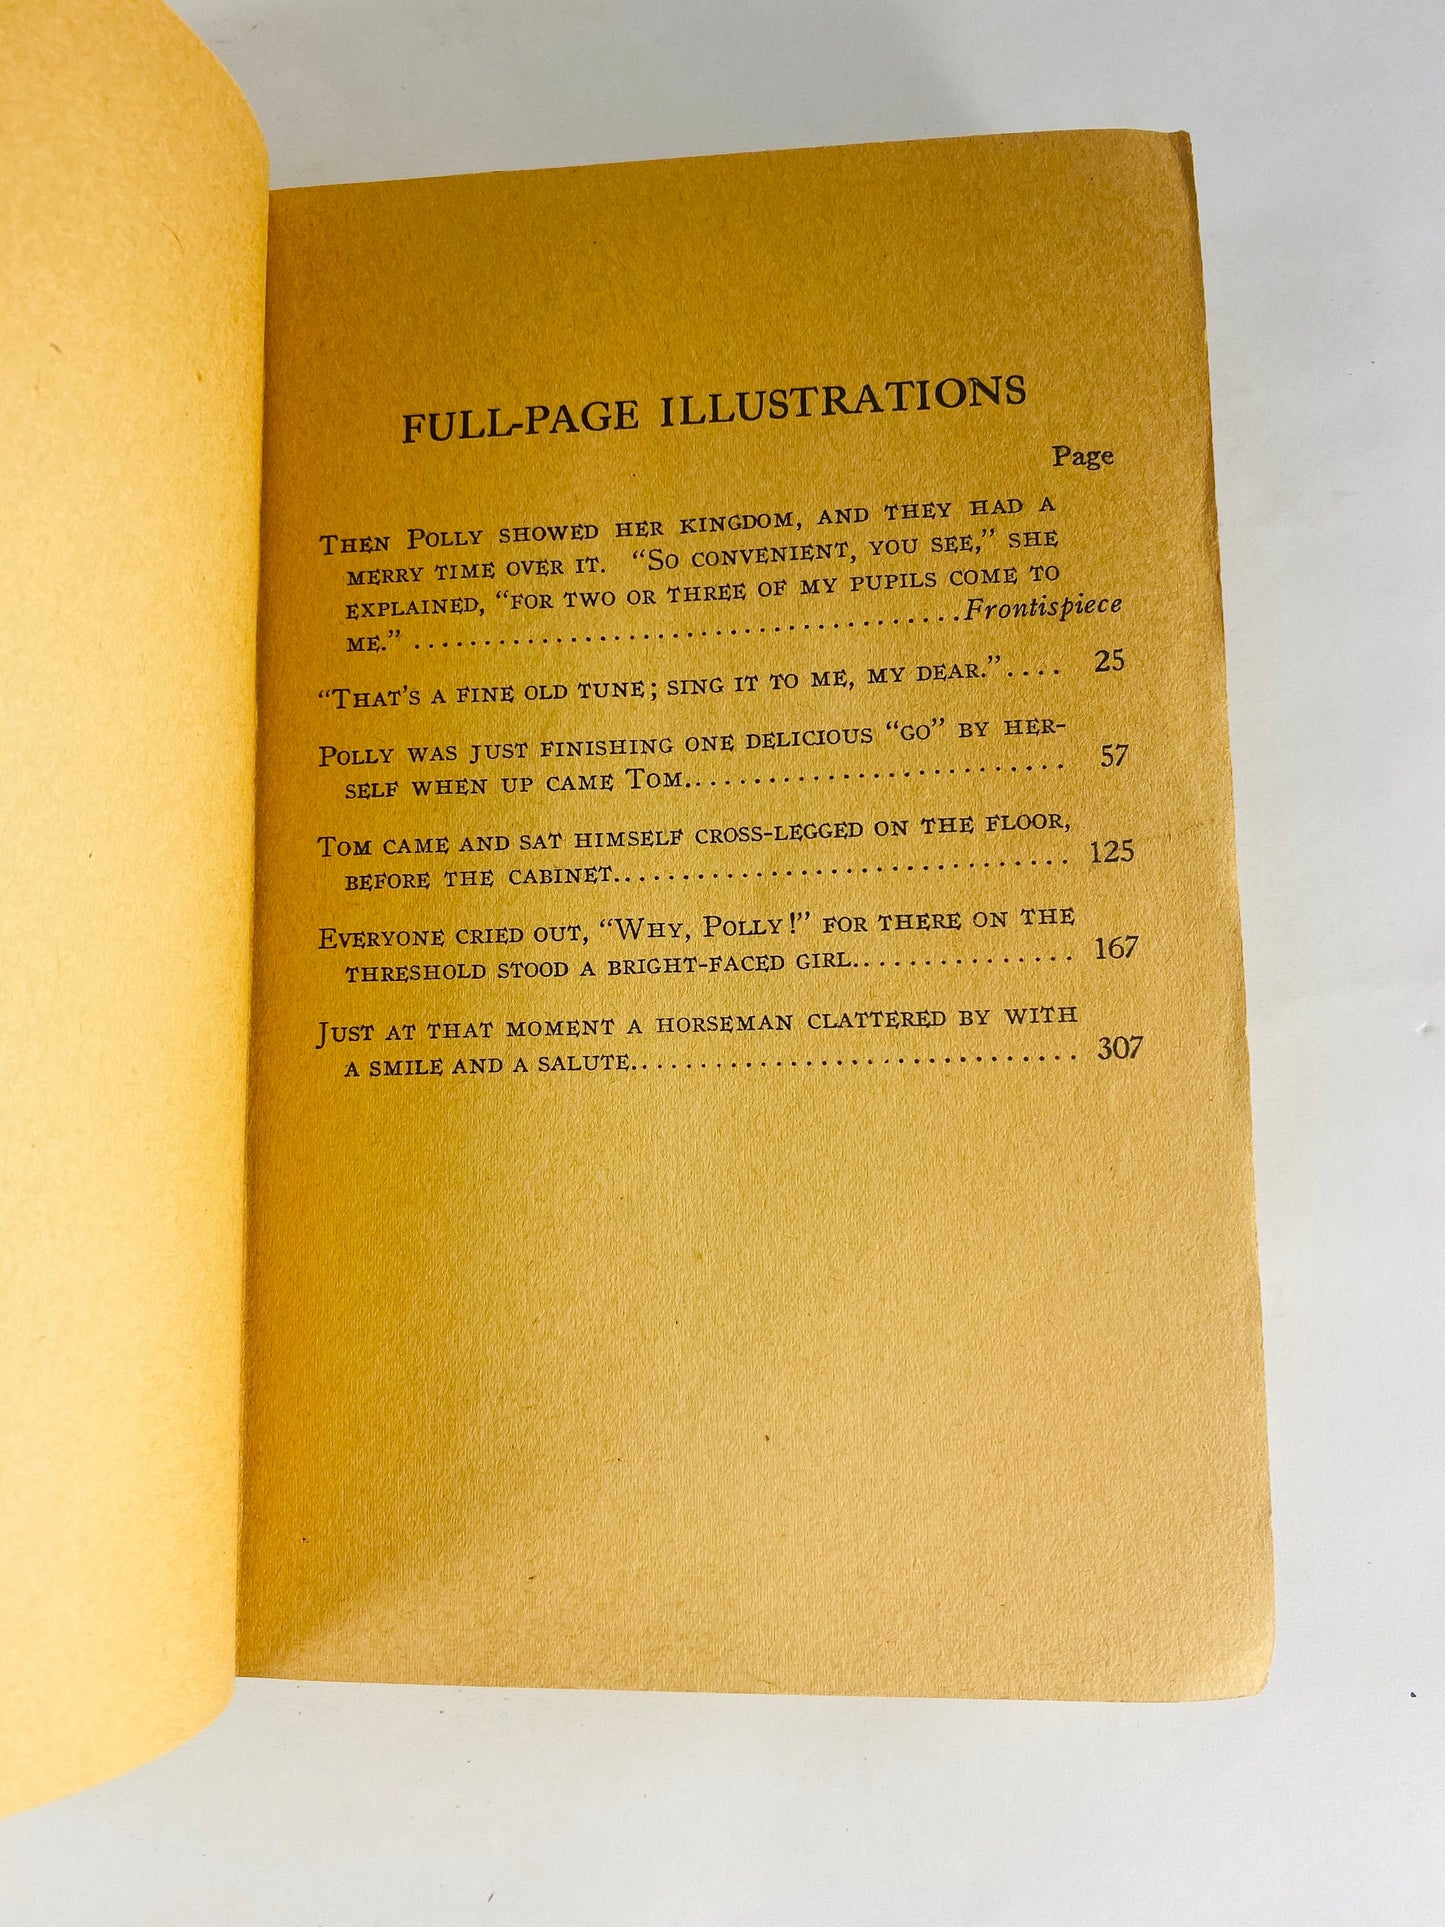 FULL-PAGE ILLUSTRATIONS
Page
THEN POLLY SHOWED HER KINGDOM, AND THEY HAD A
MERRY TIME OVER IT. “SO CONVENIENT, YOU SEE,” SHE
EXPLAINED, “FOR TWO OR THREE OF MY PUPILS COME TO
ME.” ........................................Frontispiece
“THAT'S A FINE OLD TUNE; SING IT TO ME, MY DEAR.”.... 25
POLLY WAS JUST FINISHING ONE DELICIOUS “GO” BY HER-
SELF WHEN UP CAME TOM............................ 57
TOM CAME AND SAT HIMSELF CROSS-LEGGED ON THE FLOOR,
BEFORE THE CABINET................................ 125
EVERYONE CRIED OUT, “WHY, POLLY!” FOR THERE ON THE
THRESHOLD STOOD A BRIGHT-FACED GIRL................ 167
JUST AT THAT MOMENT A HORSEMAN CLATTERED BY WITH
A SMILE AND A SALUTE................................. 307